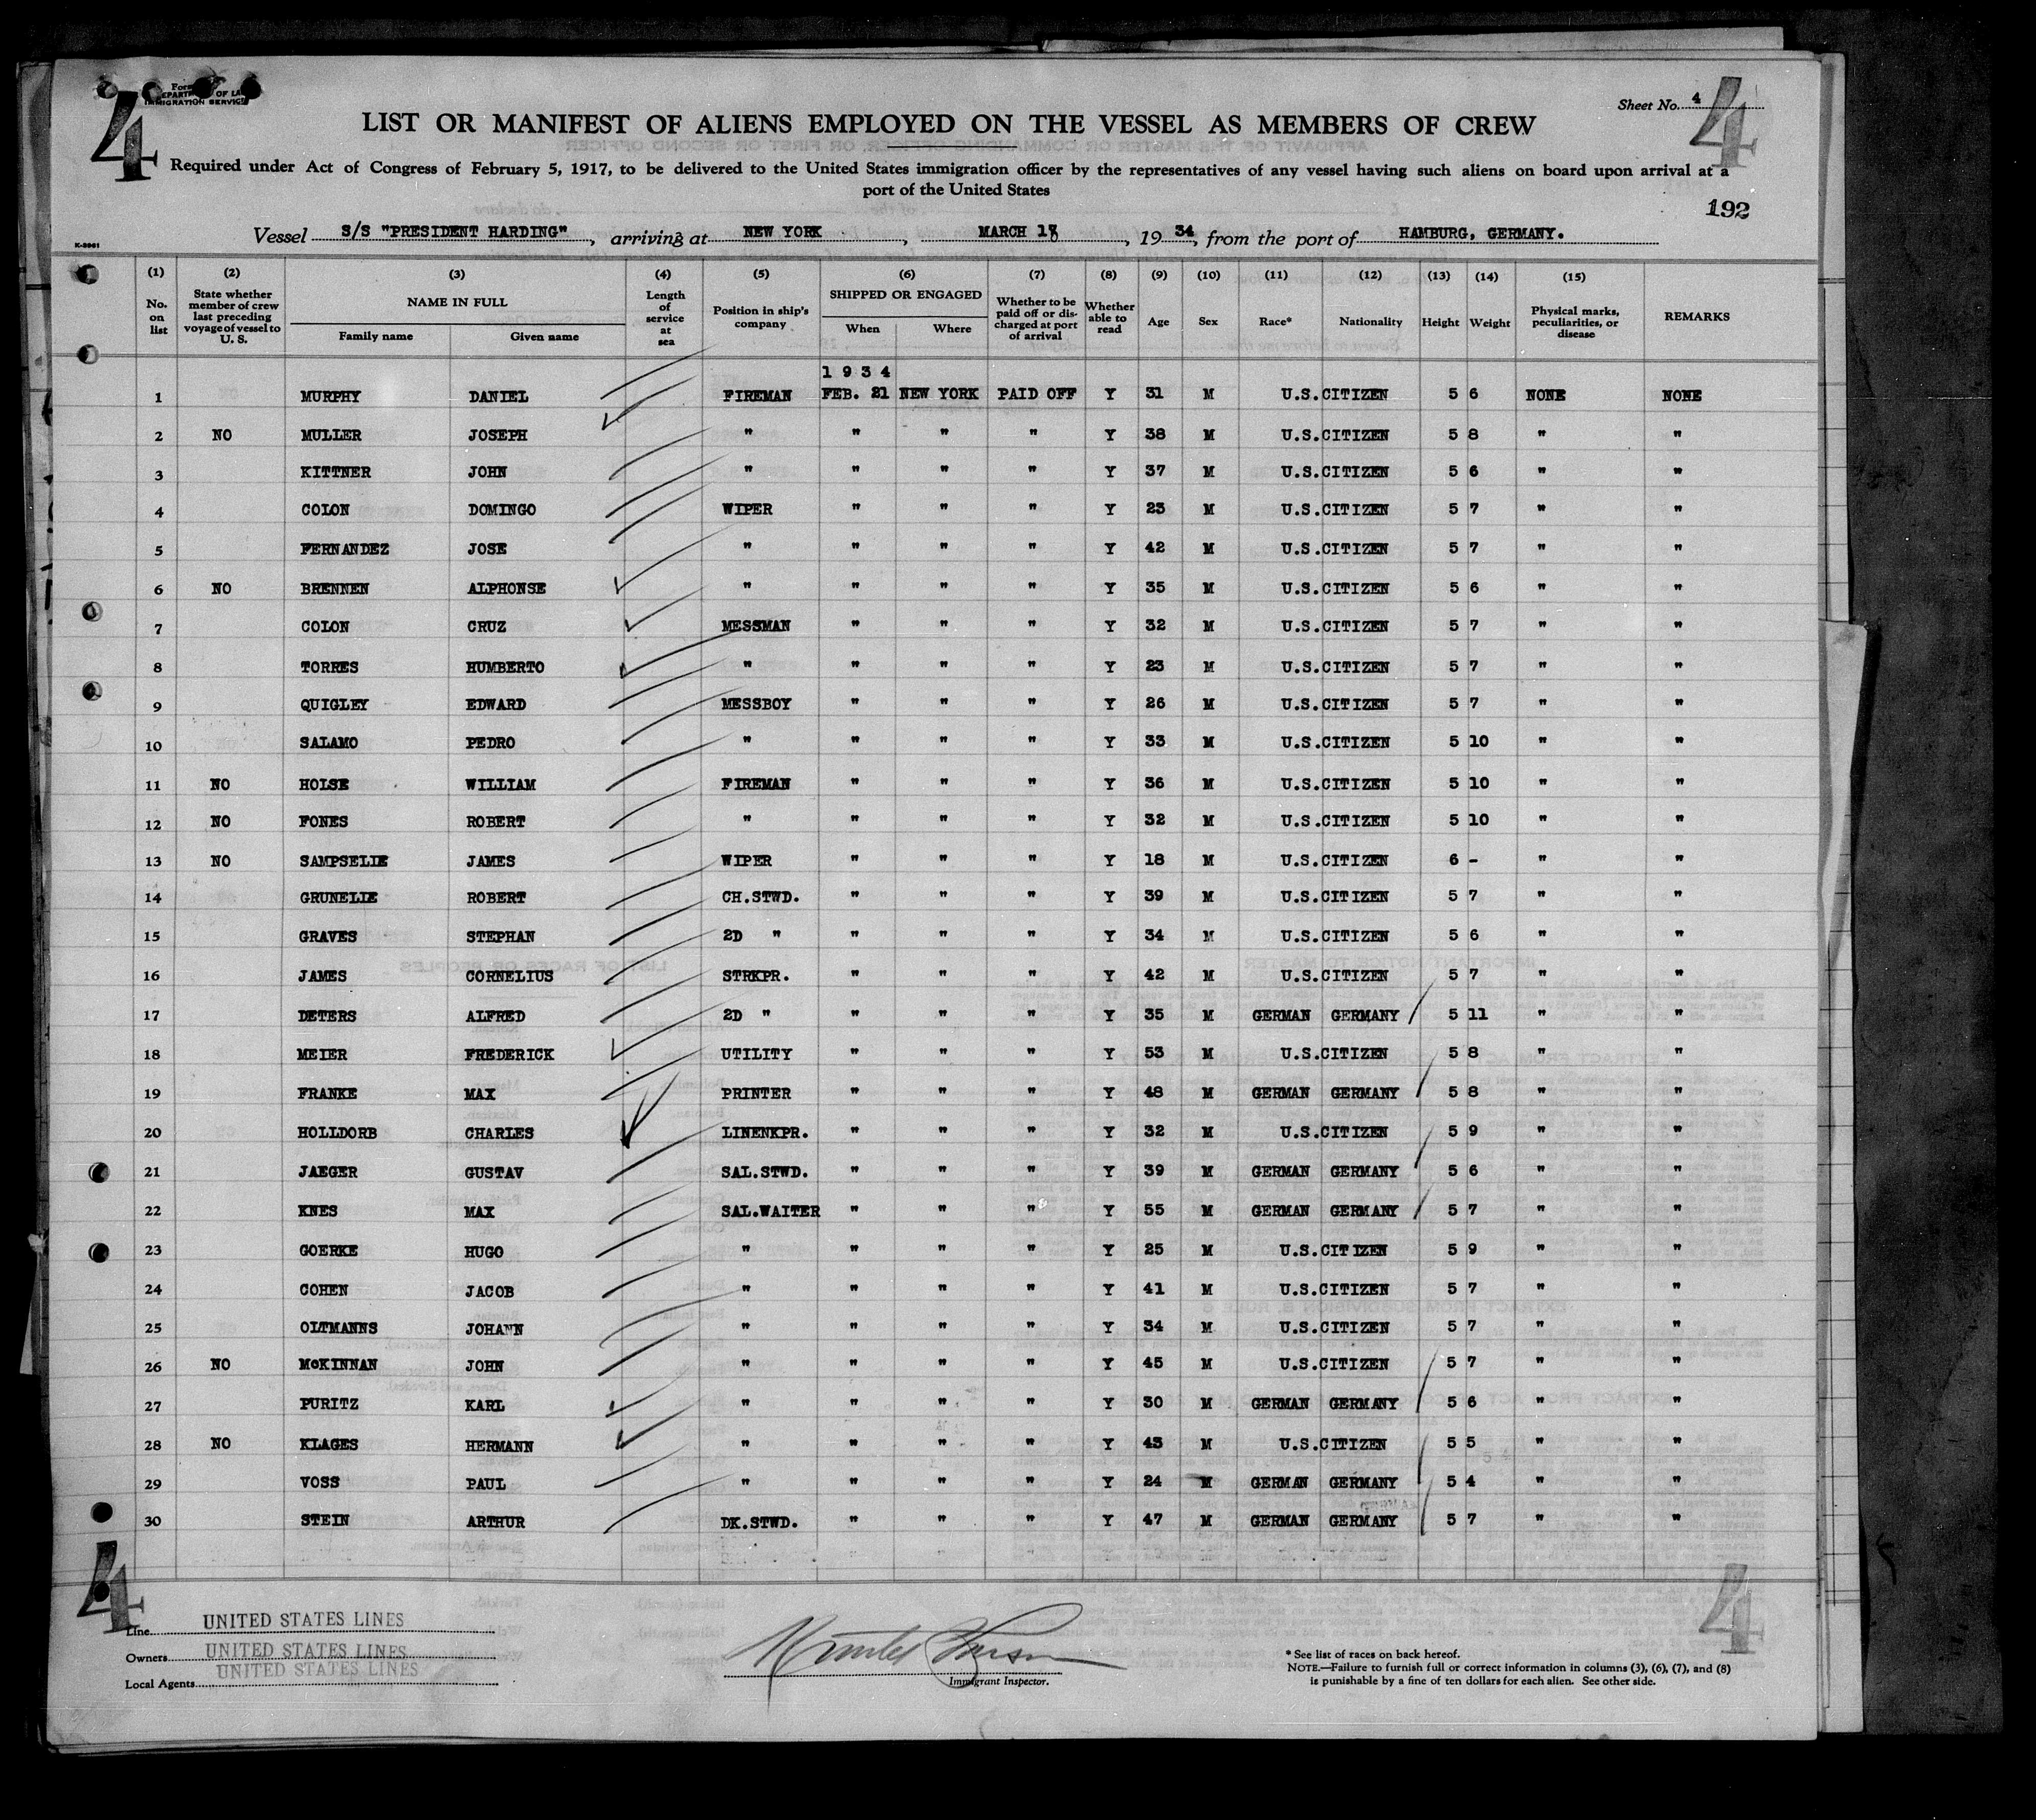 4
4
Form
DEPARTM OF LA
IMMIGRATION SERVICE
Sheet No. 4
LIST OR MANIFEST OF ALIENS EMPLOYED ON THE VESSEL AS MEMBERS OF CREW
Required under Act of Congress of February 5, 1917, to be delivered to the United States immigration officer by the representatives of any vessel having such aliens on board upon arrival at a
port of the United States
192
K-3961
Vessel S/S "PRESIDENT HARDING", arriving at NEW YORK, MARCH 18, 1934, from the port of HAMBURG, GERMANY.
(1) (2) (3) (4) (5) (6) (7) (8) (9) (10) (11) (12) (13) (14) (15)
No. on list State whether member of crew last preceding voyage of vessel to U. S. NAME IN FULL Family name Given name Length of service at sea Position in ship's company SHIPPED OR ENGAGED When Where Whether to be paid off or discharged at port of arrival Whether able to read Age Sex Race* Nationality Height Weight Physical marks, peculiarities, or disease REMARKS
1 9 3 4
1 MURPHY DANIEL FIREMAN FEB. 21 NEW YORK PAID OFF Y 31 M U.S.CITIZEN 5 6 NONE NONE
2 NO MULLER JOSEPH " " " " Y 38 M U.S.CITIZEN 5 8 " "
3 KITTNER JOHN " " " " Y 37 M U.S.CITIZEN 5 6 " "
4 COLON DOMINGO WIPER " " " Y 23 M U.S.CITIZEN 5 7 " "
5 FERNANDEZ JOSE " " " " Y 42 M U.S.CITIZEN 5 7 " "
6 NO BRENNEN ALPHONSE " " " " Y 35 M U.S.CITIZEN 5 6 " "
7 COLON CRUZ MESSMAN " " " Y 32 M U.S.CITIZEN 5 7 " "
8 TORRES HUMBERTO " " " " Y 23 M U.S.CITIZEN 5 7 " "
9 QUIGLEY EDWARD MESSBOY " " " Y 26 M U.S.CITIZEN 5 7 " "
10 SALAMO PEDRO " " " " Y 33 M U.S.CITIZEN 5 10 " "
11 NO HOLSE WILLIAM FIREMAN " " " Y 36 M U.S.CITIZEN 5 10 " "
12 NO FONES ROBERT " " " " Y 32 M U.S.CITIZEN 5 10 " "
13 NO SAMPSELLE JAMES WIPER " " " Y 18 M U.S.CITIZEN 6 - " "
14 GRUNELLE ROBERT CH.STWD. " " " Y 39 M U.S.CITIZEN 5 7 " "
15 GRAVES STEPHAN 2D " " " " Y 34 M U.S.CITIZEN 5 6 " "
16 JAMES CORNELIUS STRKPR. " " " Y 42 M U.S.CITIZEN 5 7 " "
17 DETERS ALFRED 2D " " " " Y 35 M GERMAN GERMANY 5 11 " "
18 MEIER FREDERICK UTILITY " " " Y 53 M U.S.CITIZEN 5 8 " "
19 FRANKE MAX PRINTER " " " Y 48 M GERMAN GERMANY 5 8 " "
20 HOLLDORB CHARLES LINENKPR. " " " Y 32 M U.S.CITIZEN 5 9 " "
21 JAEGER GUSTAV SAL.STWD. " " " Y 39 M GERMAN GERMANY 5 6 " "
22 KNES MAX SAL.WAITER " " " Y 55 M GERMAN GERMANY 5 7 " "
23 GOERKE HUGO " " " " Y 25 M U.S.CITIZEN 5 9 " "
24 COHEN JACOB " " " " Y 41 M U.S.CITIZEN 5 7 " "
25 OLTMANNS JOHANN " " " " Y 34 M U.S.CITIZEN 5 7 " "
26 NO McKINNAN JOHN " " " " Y 45 M U.S.CITIZEN 5 7 " "
27 PURITZ KARL " " " " Y 30 M GERMAN GERMANY 5 6 " "
28 NO KLAGES HERMANN " " " " Y 43 M U.S.CITIZEN 5 5 " "
29 VOSS PAUL " " " " Y 24 M GERMAN GERMANY 5 4 " "
30 STEIN ARTHUR DK.STWD. " " " Y 47 M GERMAN GERMANY 5 7 " "
4
4
Line UNITED STATES LINES
Owners UNITED STATES LINES
Local Agents UNITED STATES LINES
Immigrant Inspector.
* See list of races on back hereof.
NOTE.—Failure to furnish full or correct information in columns (3), (6), (7), and (8)
is punishable by a fine of ten dollars for each alien. See other side.